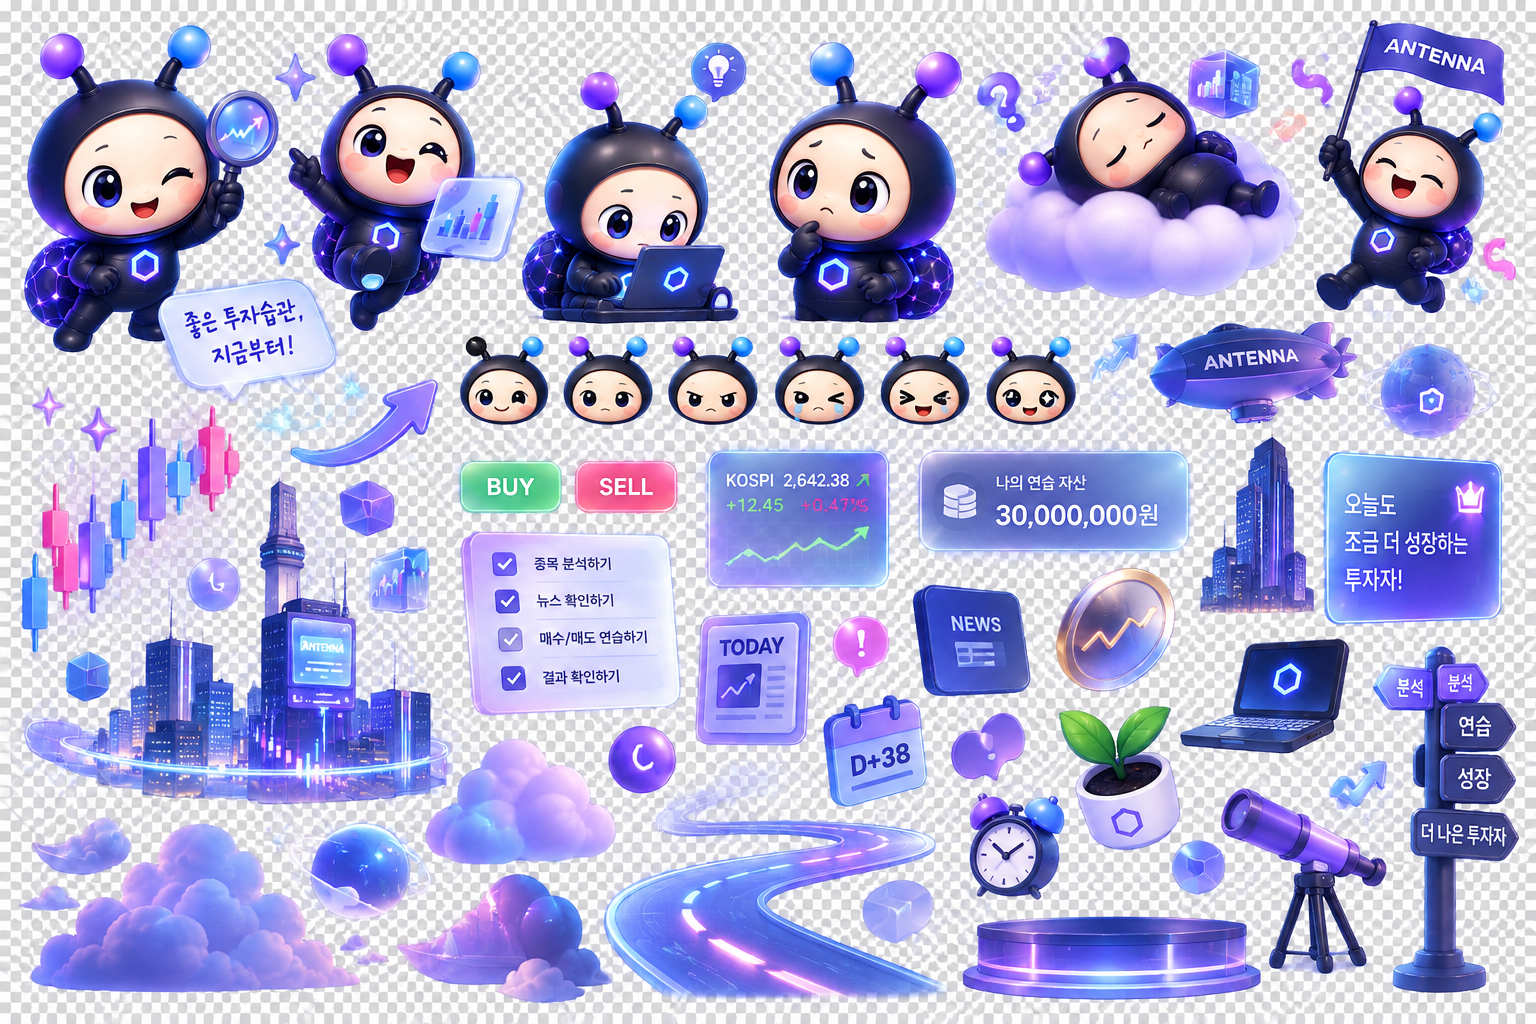 ANTENNA
좋은 투자습관,
지금부터!
ANTENNA
BUY
SELL
KOSPI 2,642.38
+12.45 +0.47%
나의 연습 자산
30,000,000원
오늘도
조금 더 성장하는
투자자!
종목 분석하기
뉴스 확인하기
매수/매도 연습하기
결과 확인하기
ANTENNA
TODAY
NEWS
D+38
분석
분석
연습
성장
더 나은 투자자